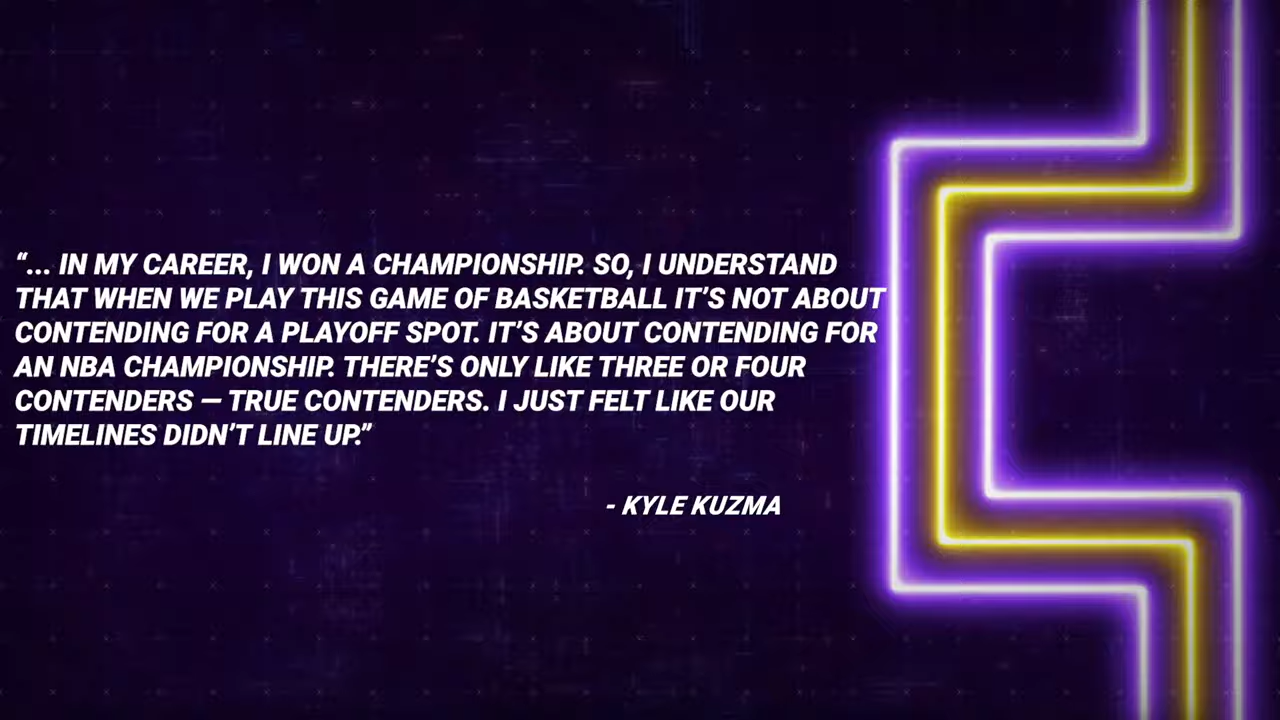 “... IN MY CAREER, I WON A CHAMPIONSHIP. SO, I UNDERSTAND
THAT WHEN WE PLAY THIS GAME OF BASKETBALL IT’S NOT ABOUT
CONTENDING FOR A PLAYOFF SPOT. IT’S ABOUT CONTENDING FOR
AN NBA CHAMPIONSHIP. THERE’S ONLY LIKE THREE OR FOUR
CONTENDERS — TRUE CONTENDERS. I JUST FELT LIKE OUR
TIMELINES DIDN’T LINE UP.”
- KYLE KUZMA